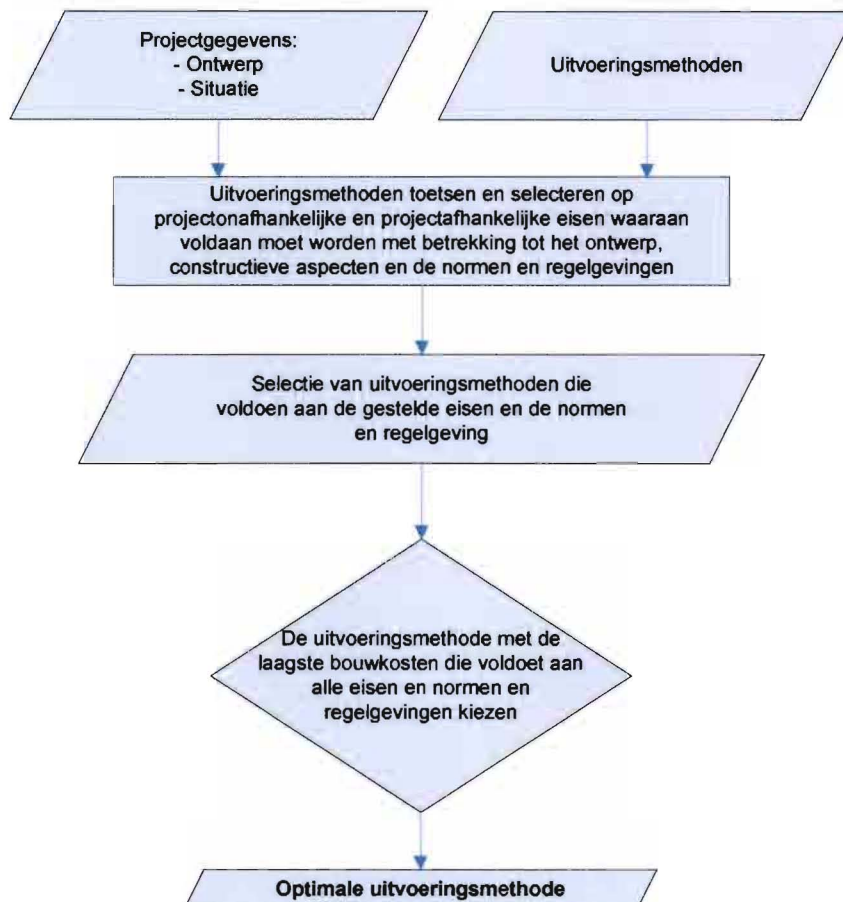 Projectgegevens:
- Ontwerp
- Situatie
Uitvoeringsmethoden
Uitvoeringsmethoden toetsen en selecteren op
projectonafhankelijke en projectafhankelijke eisen waaraan
voldaan moet worden met betrekking tot het ontwerp,
constructieve aspecten en de normen en regelgevingen
Selectie van uitvoeringsmethoden die
voldoen aan de gestelde eisen en de normen
en regelgeving
De uitvoeringsmethode met de
laagste bouwkosten die voldoet aan
alle eisen en normen en
regelgevingen kiezen
Optimale uitvoeringsmethode